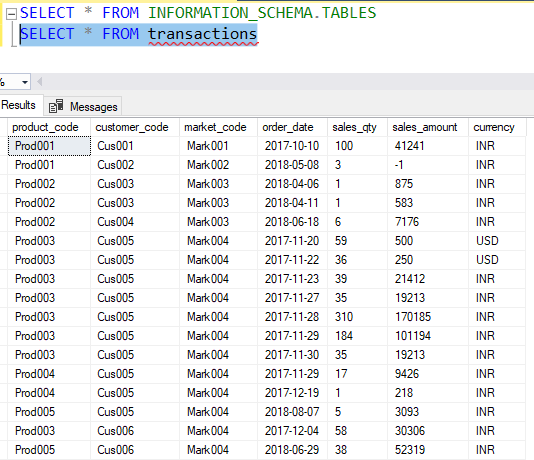 SELECT * FROM INFORMATION_SCHEMA.TABLES
SELECT * FROM transactions
%
Results Messages
product_code customer_code market_code order_date sales_qty sales_amount currency
Prod001 Cus001 Mark001 2017-10-10 100 41241 INR
Prod001 Cus002 Mark002 2018-05-08 3 -1 INR
Prod002 Cus003 Mark003 2018-04-06 1 875 INR
Prod002 Cus003 Mark003 2018-04-11 1 583 INR
Prod002 Cus004 Mark003 2018-06-18 6 7176 INR
Prod003 Cus005 Mark004 2017-11-20 59 500 USD
Prod003 Cus005 Mark004 2017-11-22 36 250 USD
Prod003 Cus005 Mark004 2017-11-23 39 21412 INR
Prod003 Cus005 Mark004 2017-11-27 35 19213 INR
Prod003 Cus005 Mark004 2017-11-28 310 170185 INR
Prod003 Cus005 Mark004 2017-11-29 184 101194 INR
Prod003 Cus005 Mark004 2017-11-30 35 19213 INR
Prod004 Cus005 Mark004 2017-11-29 17 9426 INR
Prod004 Cus005 Mark004 2017-12-19 1 218 INR
Prod005 Cus005 Mark004 2018-08-07 5 3093 INR
Prod003 Cus006 Mark004 2017-12-04 58 30306 INR
Prod005 Cus006 Mark004 2018-06-29 38 52319 INR